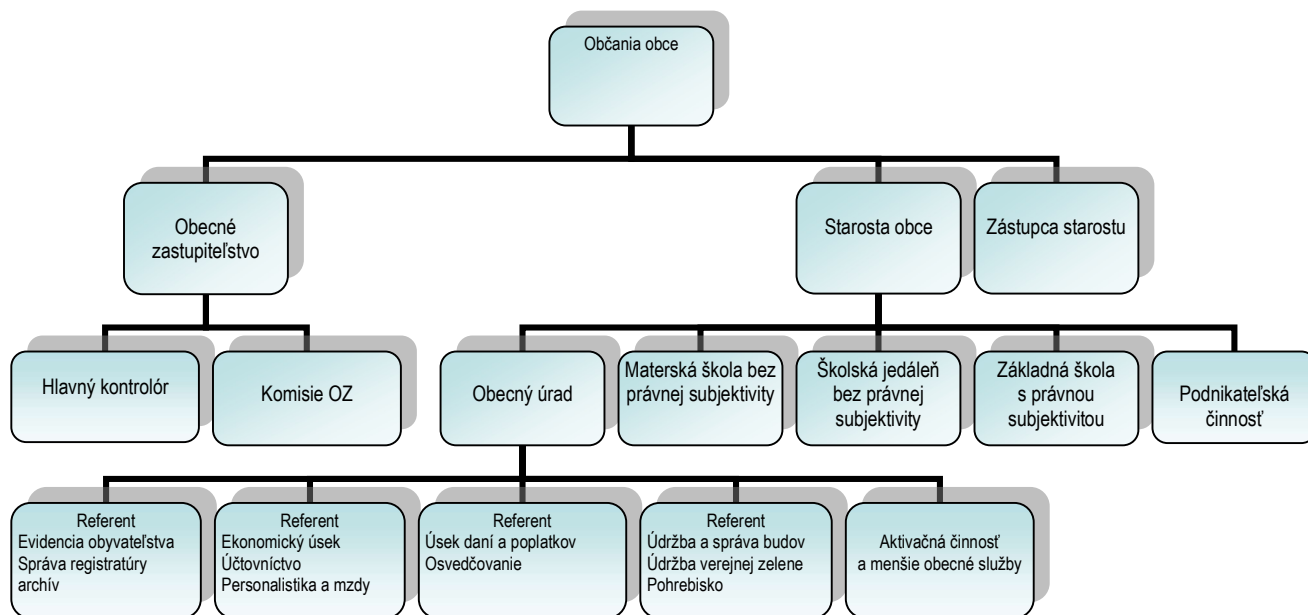 Občania obce
Obecné
zastupiteľstvo
Starosta obce
Zástupca starostu
Hlavný kontrolór
Komisie OZ
Obecný úrad
Materská škola bez
právnej subjektivity
Školská jedáleň
bez právnej
subjektivity
Základná škola
s právnou
subjektivitou
Podnikateľská
činnosť
Referent
Evidencia obyvateľstva
Správa registratúry
archív
Referent
Ekonomický úsek
Účtovníctvo
Personalistika a mzdy
Referent
Úsek daní a poplatkov
Osvedčovanie
Referent
Údržba a správa budov
Údržba verejnej zelene
Pohrebisko
Aktivačná činnosť
a menšie obecné služby